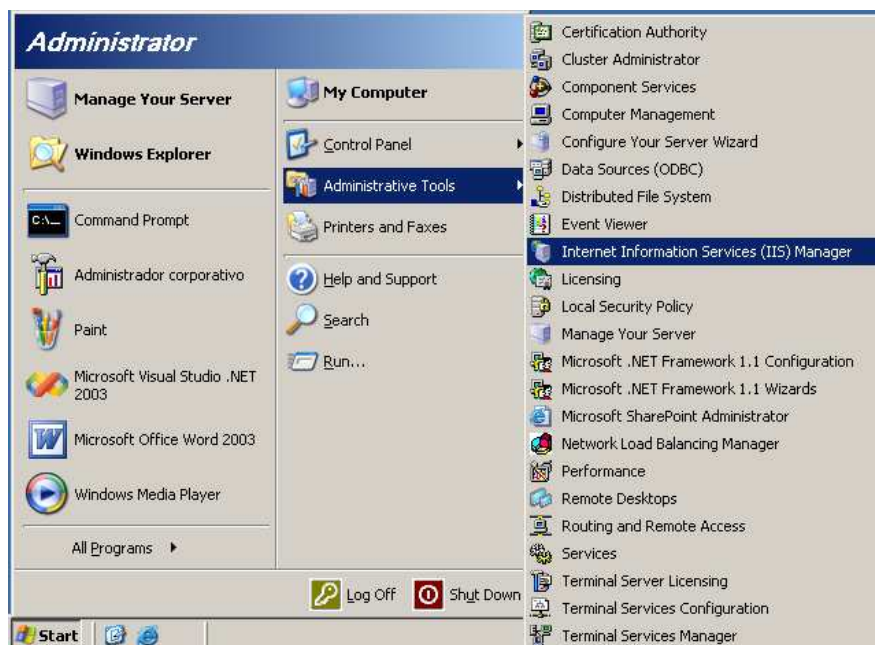 Administrator
Manage Your Server
Windows Explorer
C:\_
Command Prompt
Administrador corporativo
Paint
Microsoft Visual Studio .NET
2003
Microsoft Office Word 2003
Windows Media Player
All Programs
My Computer
Control Panel
Administrative Tools
Printers and Faxes
Help and Support
Search
Run...
Log Off
Shut Down
Start
Certification Authority
Cluster Administrator
Component Services
Computer Management
Configure Your Server Wizard
Data Sources (ODBC)
Distributed File System
Event Viewer
Internet Information Services (IIS) Manager
Licensing
Local Security Policy
Manage Your Server
Microsoft .NET Framework 1.1 Configuration
Microsoft .NET Framework 1.1 Wizards
Microsoft SharePoint Administrator
Network Load Balancing Manager
Performance
Remote Desktops
Routing and Remote Access
Services
Terminal Server Licensing
Terminal Services Configuration
Terminal Services Manager